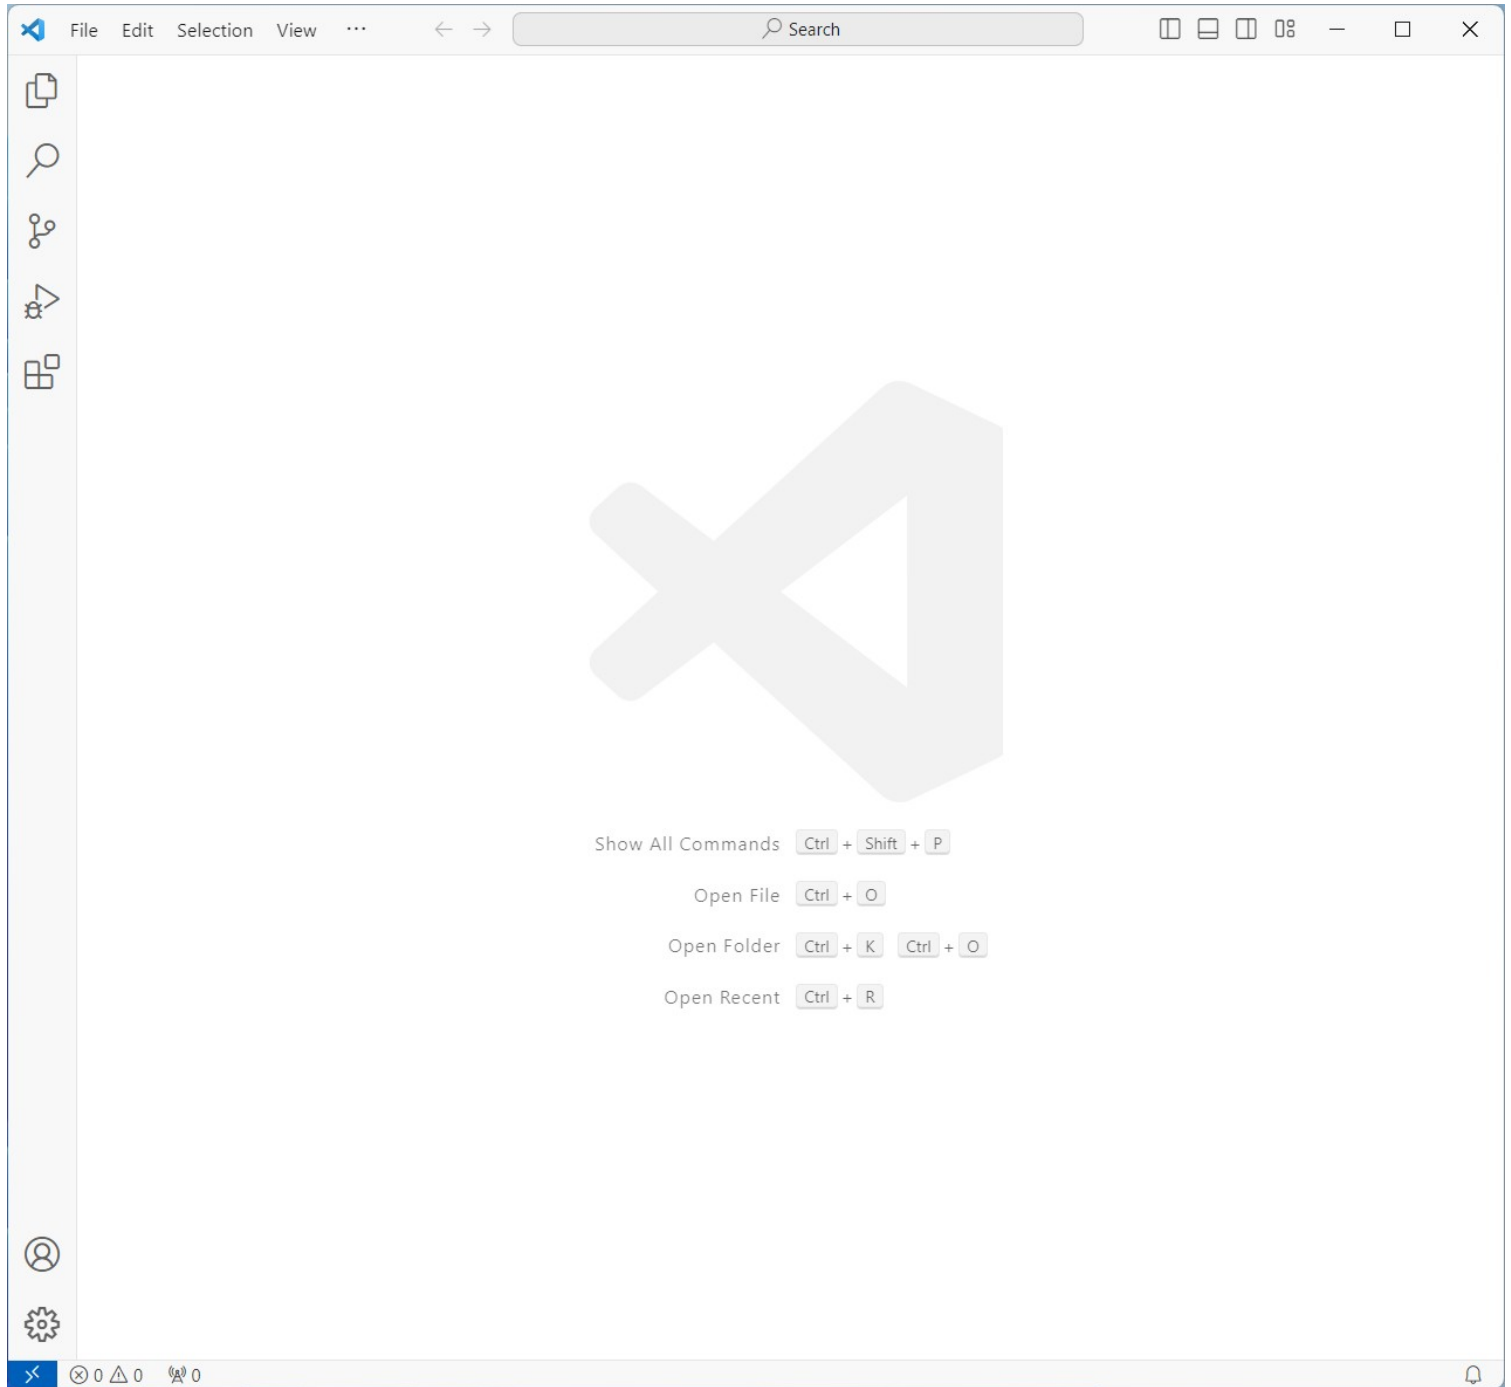 File Edit Selection View ··· Search
Show All Commands Ctrl + Shift + P
Open File Ctrl + O
Open Folder Ctrl + K Ctrl + O
Open Recent Ctrl + R
0 0 0